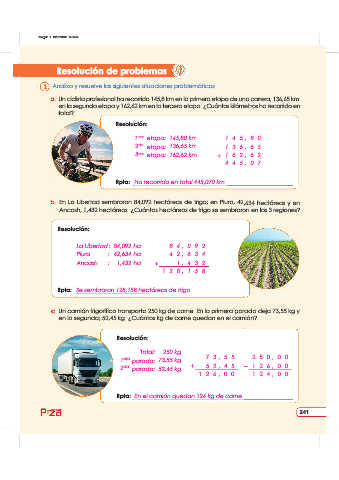 Resolución de problemas
1 Analiza y resuelve las siguientes situaciones problemáticas
a. Un ciclista profesional ha recorrido 145,8 km en la primera etapa de una carrera, 136,65 km
en la segunda etapa y 162,62 km en la tercera etapa. ¿Cuántos kilómetros ha recorrido en
total?
Resolución:
1era etapa: 145,80 km
2da etapa: 136,65 km
3era etapa: 162,62 km
1 4 5 , 8 0
1 3 6 , 6 5
+ 1 6 2 , 6 2
4 4 5 , 0 7
Rpta: Ha recorrido en total 445,070 km
b. En La Libertad sembraron 84,092 hectáreas de trigo; en Piura, 42,634 hectáreas y en
Ancash, 1,432 hectáreas. ¿Cuántas hectáreas de trigo se sembraron en las 3 regiones?
Resolución:
La Libertad : 84,092 ha
Piura : 42,634 ha
Ancash : 1,432 ha
8 4 , 0 9 2
4 2 , 6 3 4
+ 1 , 4 3 2
1 2 8 , 1 5 8
Rpta: Se sembraron 128,158 hectáreas de trigo
c. Un camión frigorífico transporta 250 kg de carne. En la primera parada deja 73,55 kg y
en la segunda, 52,45 kg. ¿Cuántos kg de carne quedan en el camión?
Resolución:
Total: 250 kg
1era parada: 73,55 kg
2da parada: 52,45 kg
7 3 , 5 5
+ 5 2 , 4 5
1 2 6 , 0 0
2 5 0 , 0 0
− 1 2 6 , 0 0
1 2 4 , 0 0
Rpta: En el camión quedan 124 kg de carne
241